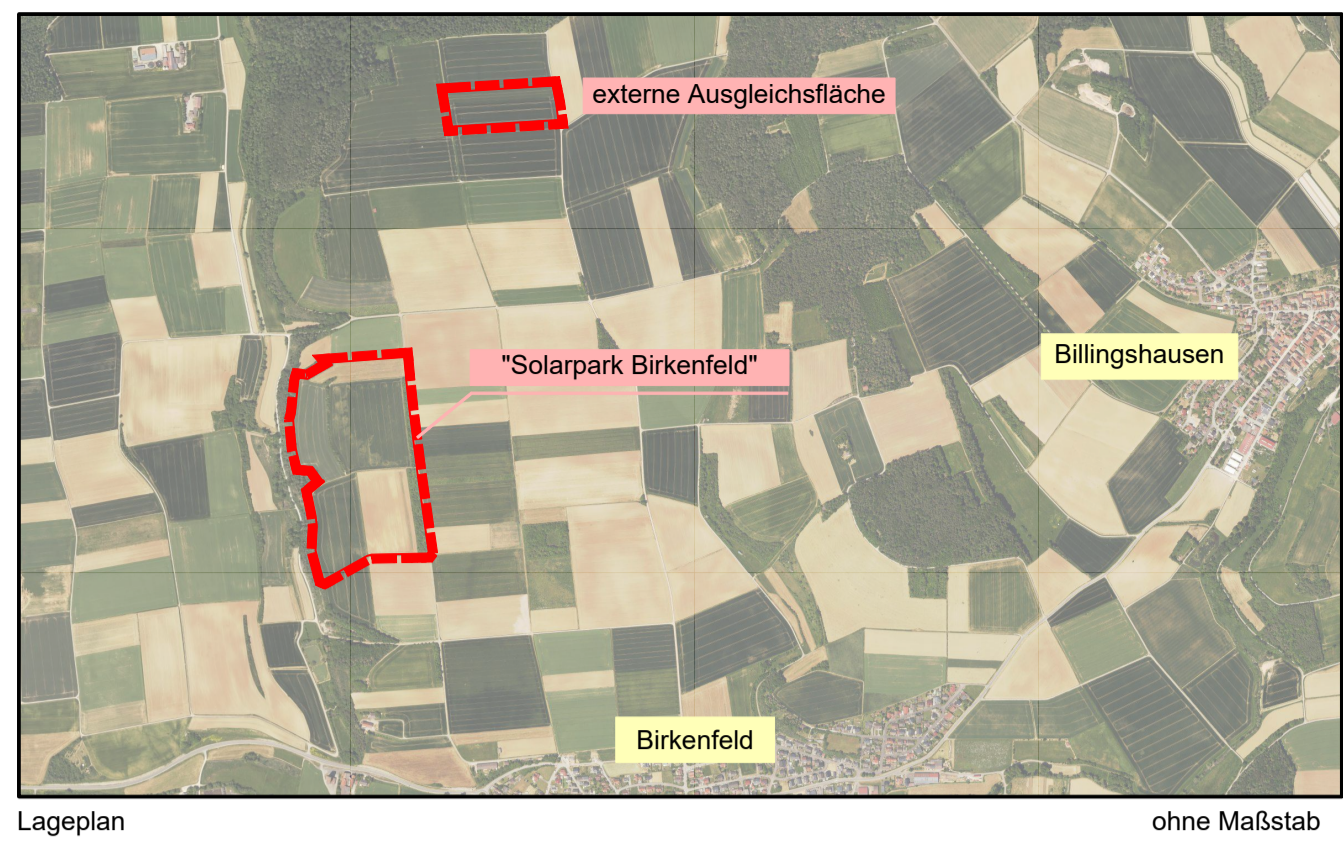 externe Ausgleichsfläche
"Solarpark Birkenfeld"
Billingshausen
Birkenfeld
Lageplan
ohne Maßstab